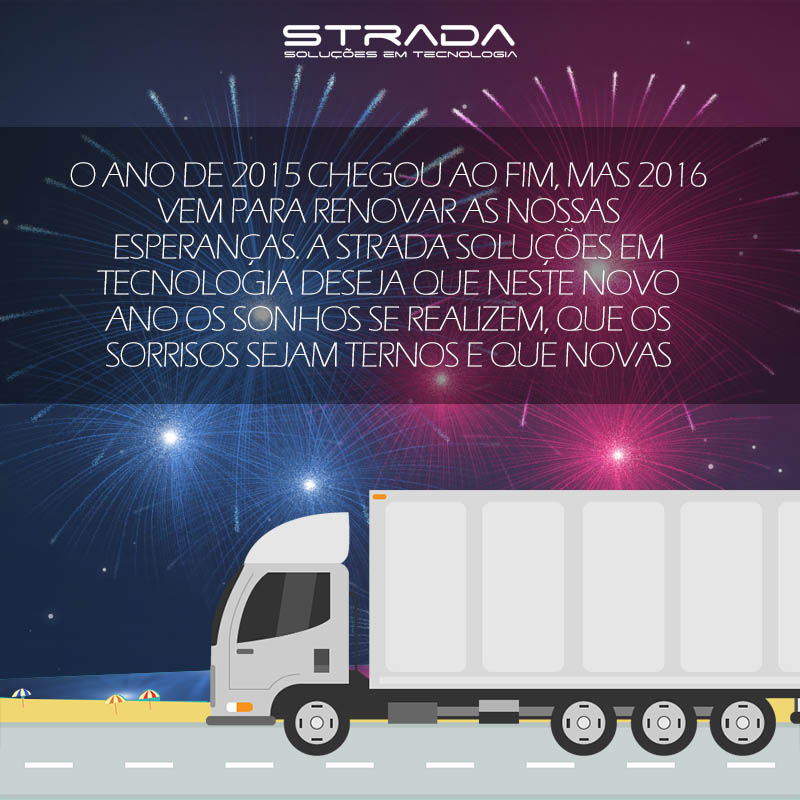 STRADA
SOLUÇÕES EM TECNOLOGIA
O ANO DE 2015 CHEGOU AO FIM, MAS 2016
VEM PARA RENOVAR AS NOSSAS
ESPERANÇAS. A STRADA SOLUÇÕES EM
TECNOLOGIA DESEJA QUE NESTE NOVO
ANO OS SONHOS SE REALIZEM, QUE OS
SORRISOS SEJAM TERNOS E QUE NOVAS